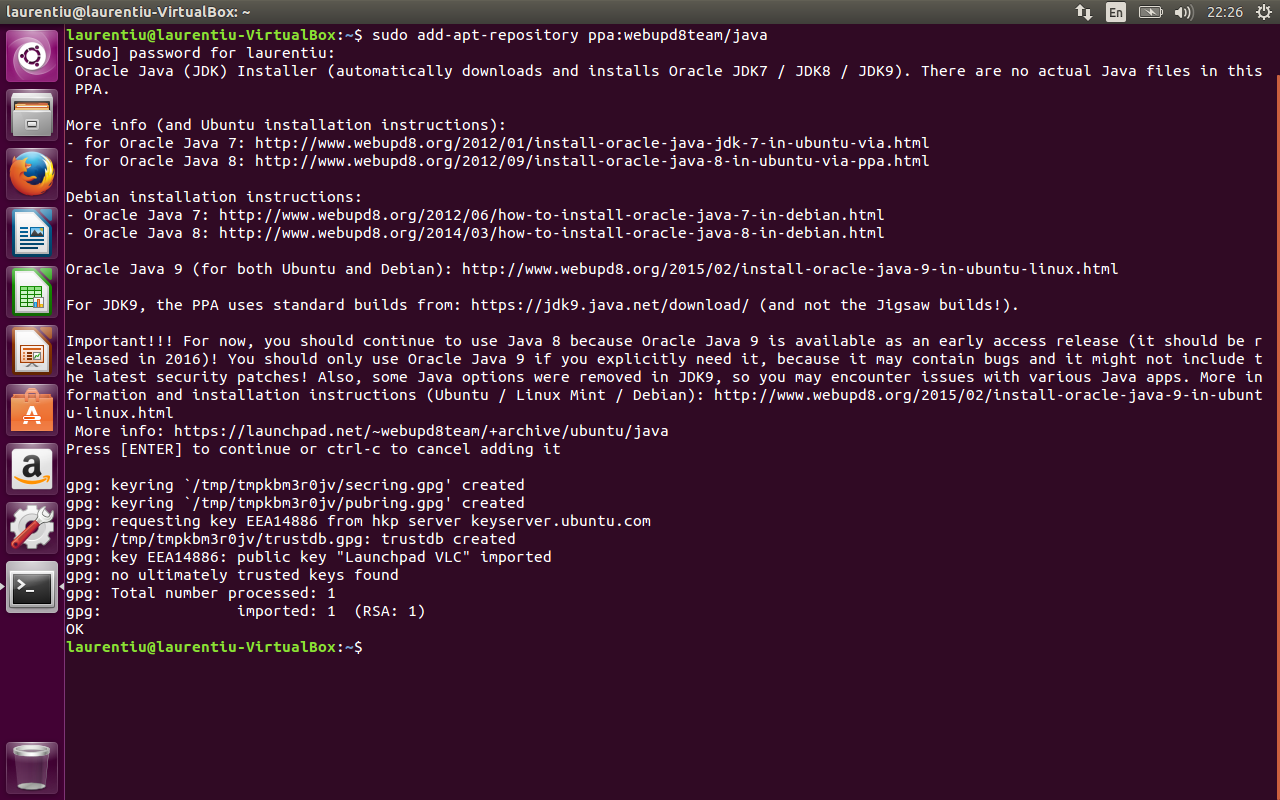 laurentiu@laurentiu-VirtualBox: ~
En
22:26
laurentiu@laurentiu-VirtualBox:~$ sudo add-apt-repository ppa:webupd8team/java
[sudo] password for laurentiu:
 Oracle Java (JDK) Installer (automatically downloads and installs Oracle JDK7 / JDK8 / JDK9). There are no actual Java files in this
 PPA.

More info (and Ubuntu installation instructions):
- for Oracle Java 7: http://www.webupd8.org/2012/01/install-oracle-java-jdk-7-in-ubuntu-via.html
- for Oracle Java 8: http://www.webupd8.org/2012/09/install-oracle-java-8-in-ubuntu-via-ppa.html

Debian installation instructions:
- Oracle Java 7: http://www.webupd8.org/2012/06/how-to-install-oracle-java-7-in-debian.html
- Oracle Java 8: http://www.webupd8.org/2014/03/how-to-install-oracle-java-8-in-debian.html

Oracle Java 9 (for both Ubuntu and Debian): http://www.webupd8.org/2015/02/install-oracle-java-9-in-ubuntu-linux.html

For JDK9, the PPA uses standard builds from: https://jdk9.java.net/download/ (and not the Jigsaw builds!).

Important!!! For now, you should continue to use Java 8 because Oracle Java 9 is available as an early access release (it should be r
eleased in 2016)! You should only use Oracle Java 9 if you explicitly need it, because it may contain bugs and it might not include t
he latest security patches! Also, some Java options were removed in JDK9, so you may encounter issues with various Java apps. More in
formation and installation instructions (Ubuntu / Linux Mint / Debian): http://www.webupd8.org/2015/02/install-oracle-java-9-in-ubunt
u-linux.html
 More info: https://launchpad.net/~webupd8team/+archive/ubuntu/java
Press [ENTER] to continue or ctrl-c to cancel adding it

gpg: keyring `/tmp/tmpkbm3r0jv/secring.gpg' created
gpg: keyring `/tmp/tmpkbm3r0jv/pubring.gpg' created
gpg: requesting key EEA14886 from hkp server keyserver.ubuntu.com
gpg: /tmp/tmpkbm3r0jv/trustdb.gpg: trustdb created
gpg: key EEA14886: public key "Launchpad VLC" imported
gpg: no ultimately trusted keys found
gpg: Total number processed: 1
gpg:               imported: 1  (RSA: 1)
OK
laurentiu@laurentiu-VirtualBox:~$